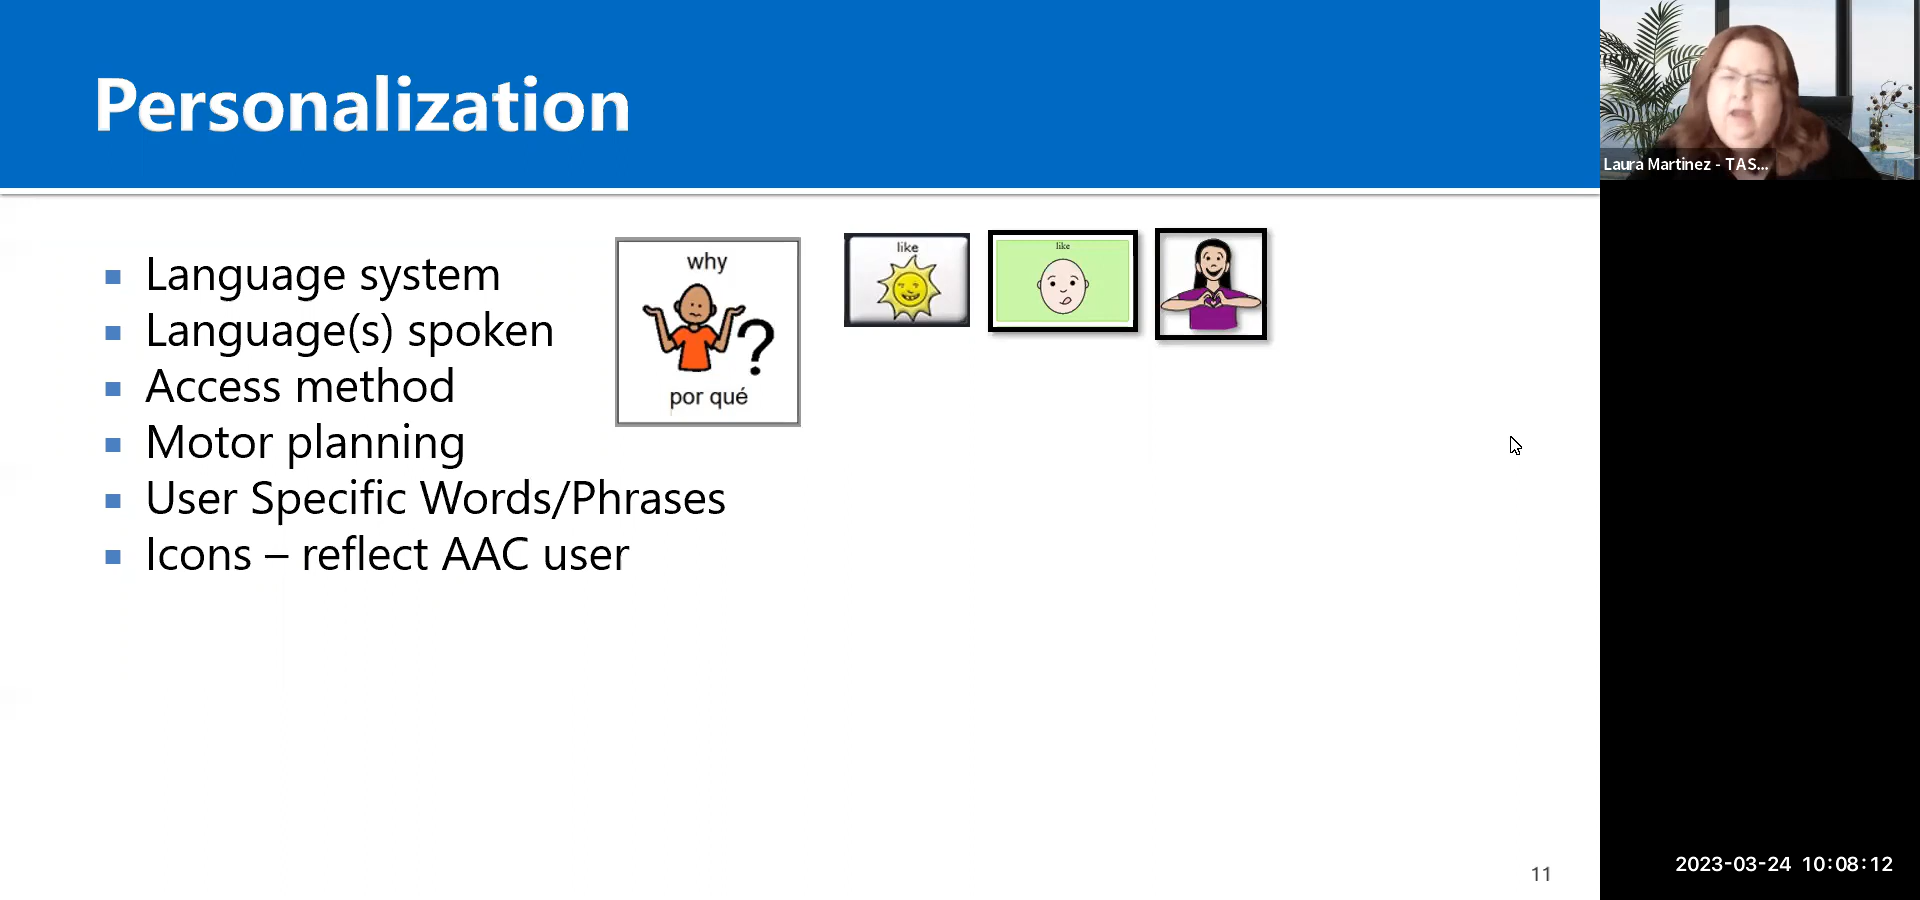 Personalization
Language system
Language(s) spoken
Access method
Motor planning
User Specific Words/Phrases
Icons – reflect AAC user
why
?
por qué
like
like
Laura Martinez - TAS...
11
2023-03-24 10:08:12